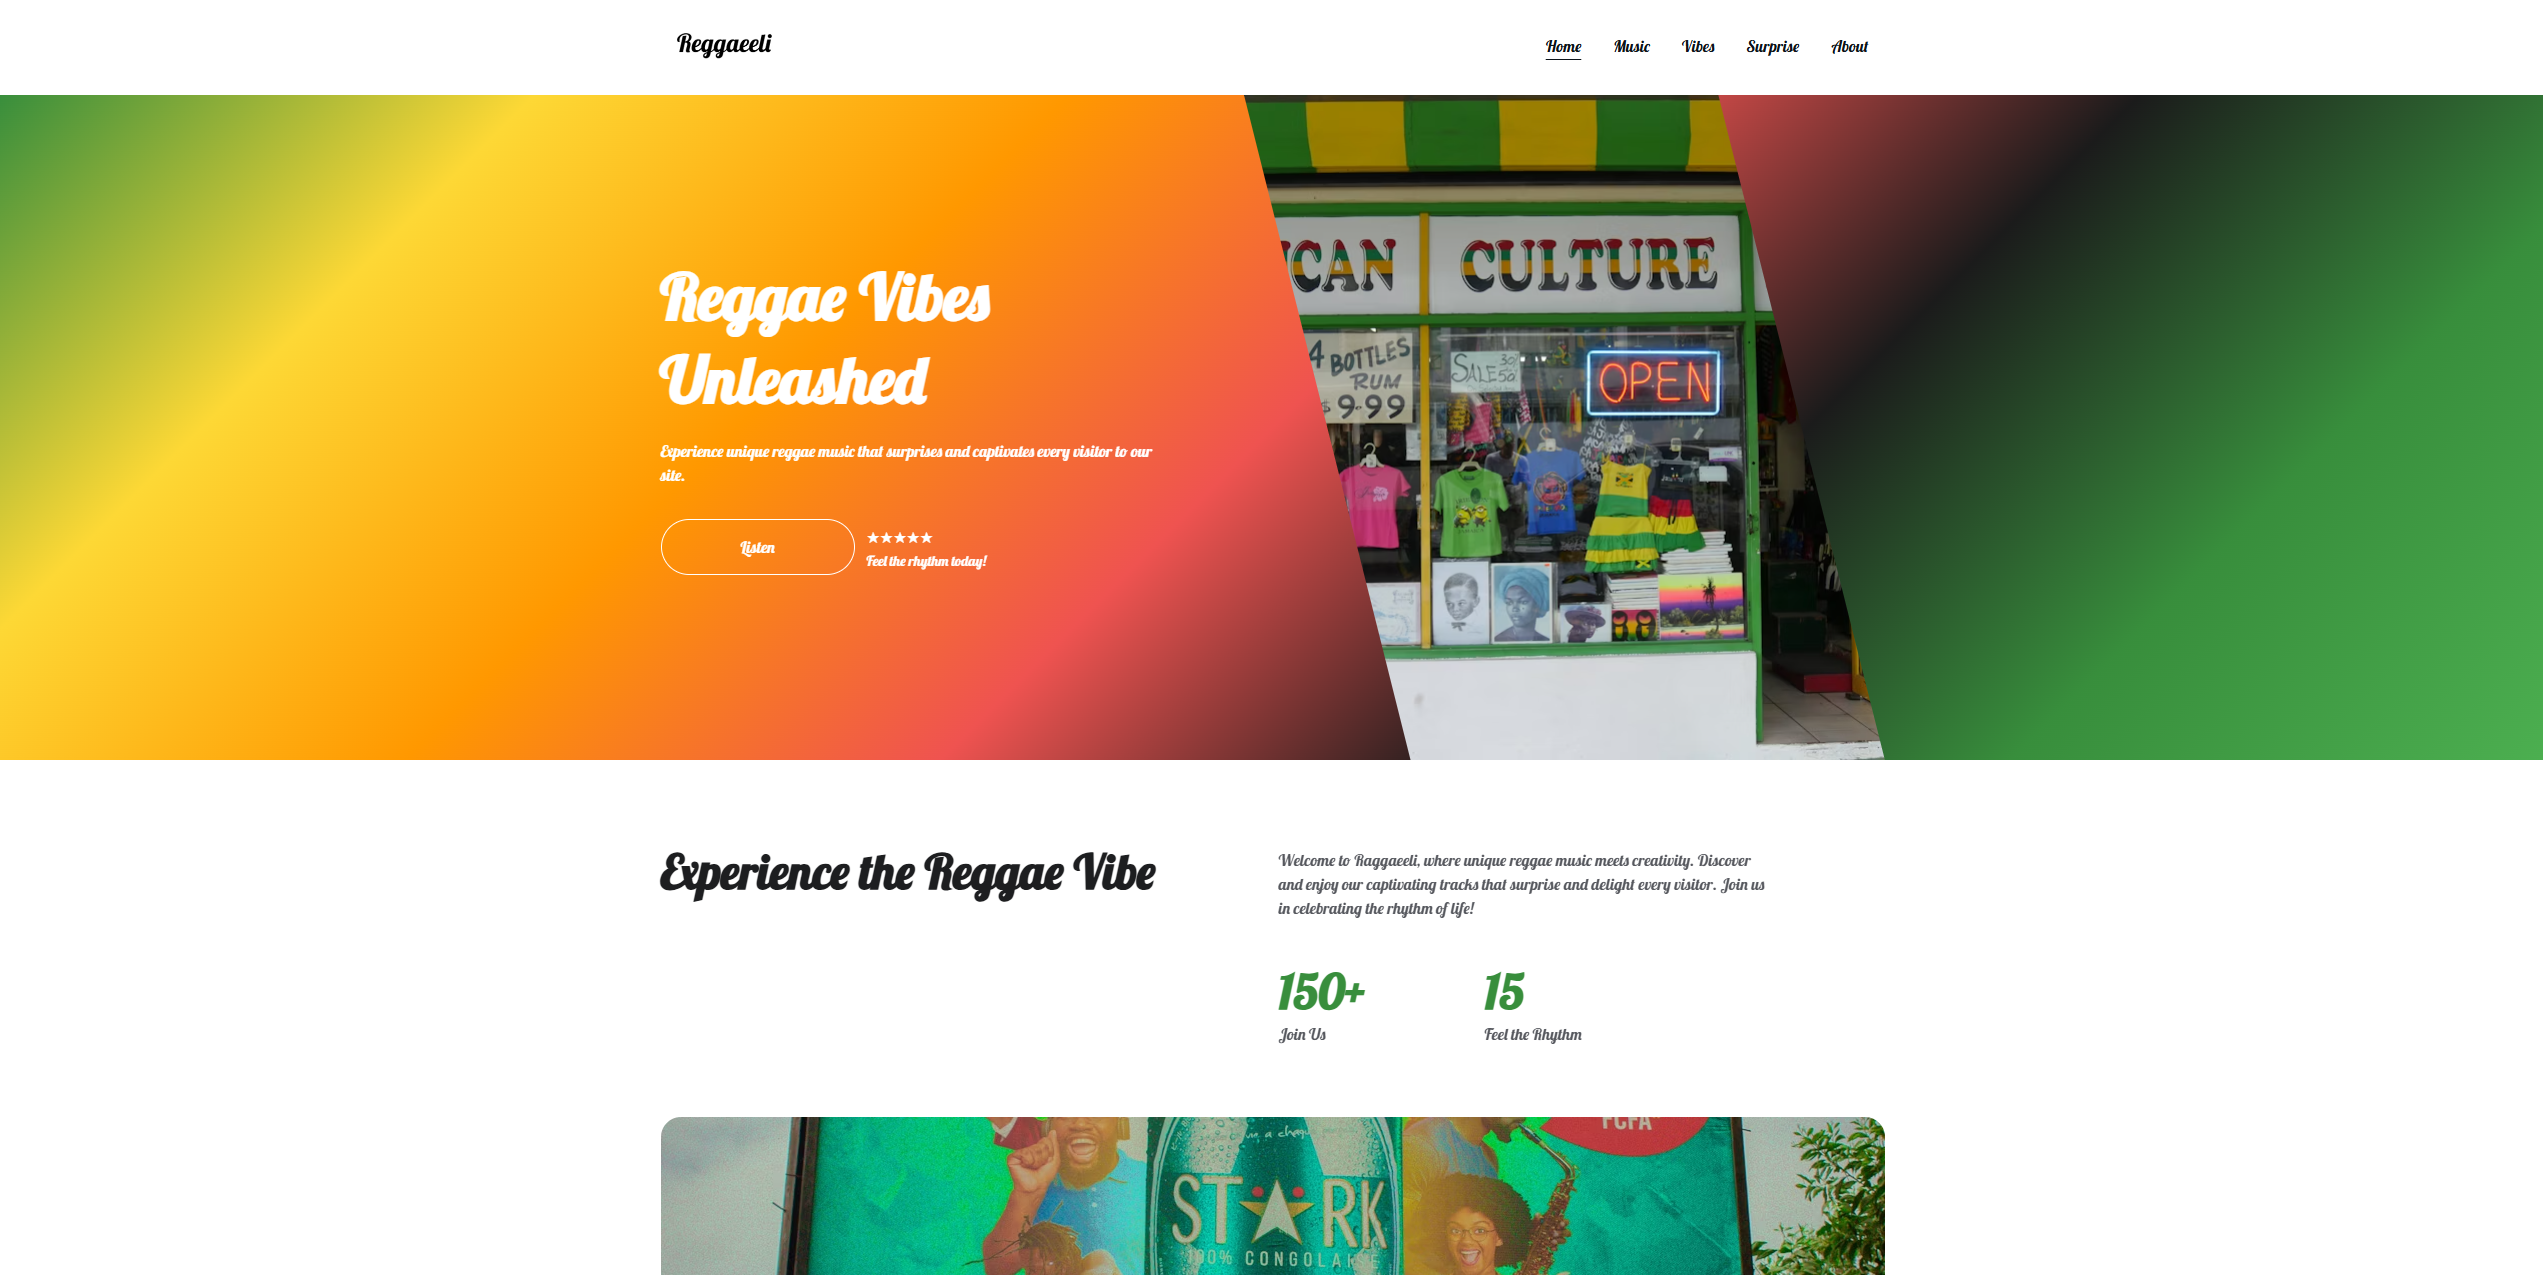 Reggaeeli
Home Music Vibes Surprise About
Reggae Vibes
Unleashed
Experience unique reggae music that surprises and captivates every visitor to our
site.
Listen
★★★★★
Feel the rhythm today!
CAN CULTURE
4 BOTTLES
RUM
$9.99
SALE
OPEN
Experience the Reggae Vibe
Welcome to Raggaeeli, where unique reggae music meets creativity. Discover
and enjoy our captivating tracks that surprise and delight every visitor. Join us
in celebrating the rhythm of life!
150+ 15
Join Us Feel the Rhythm
FCFA
STARK
100% CONGOLAISE